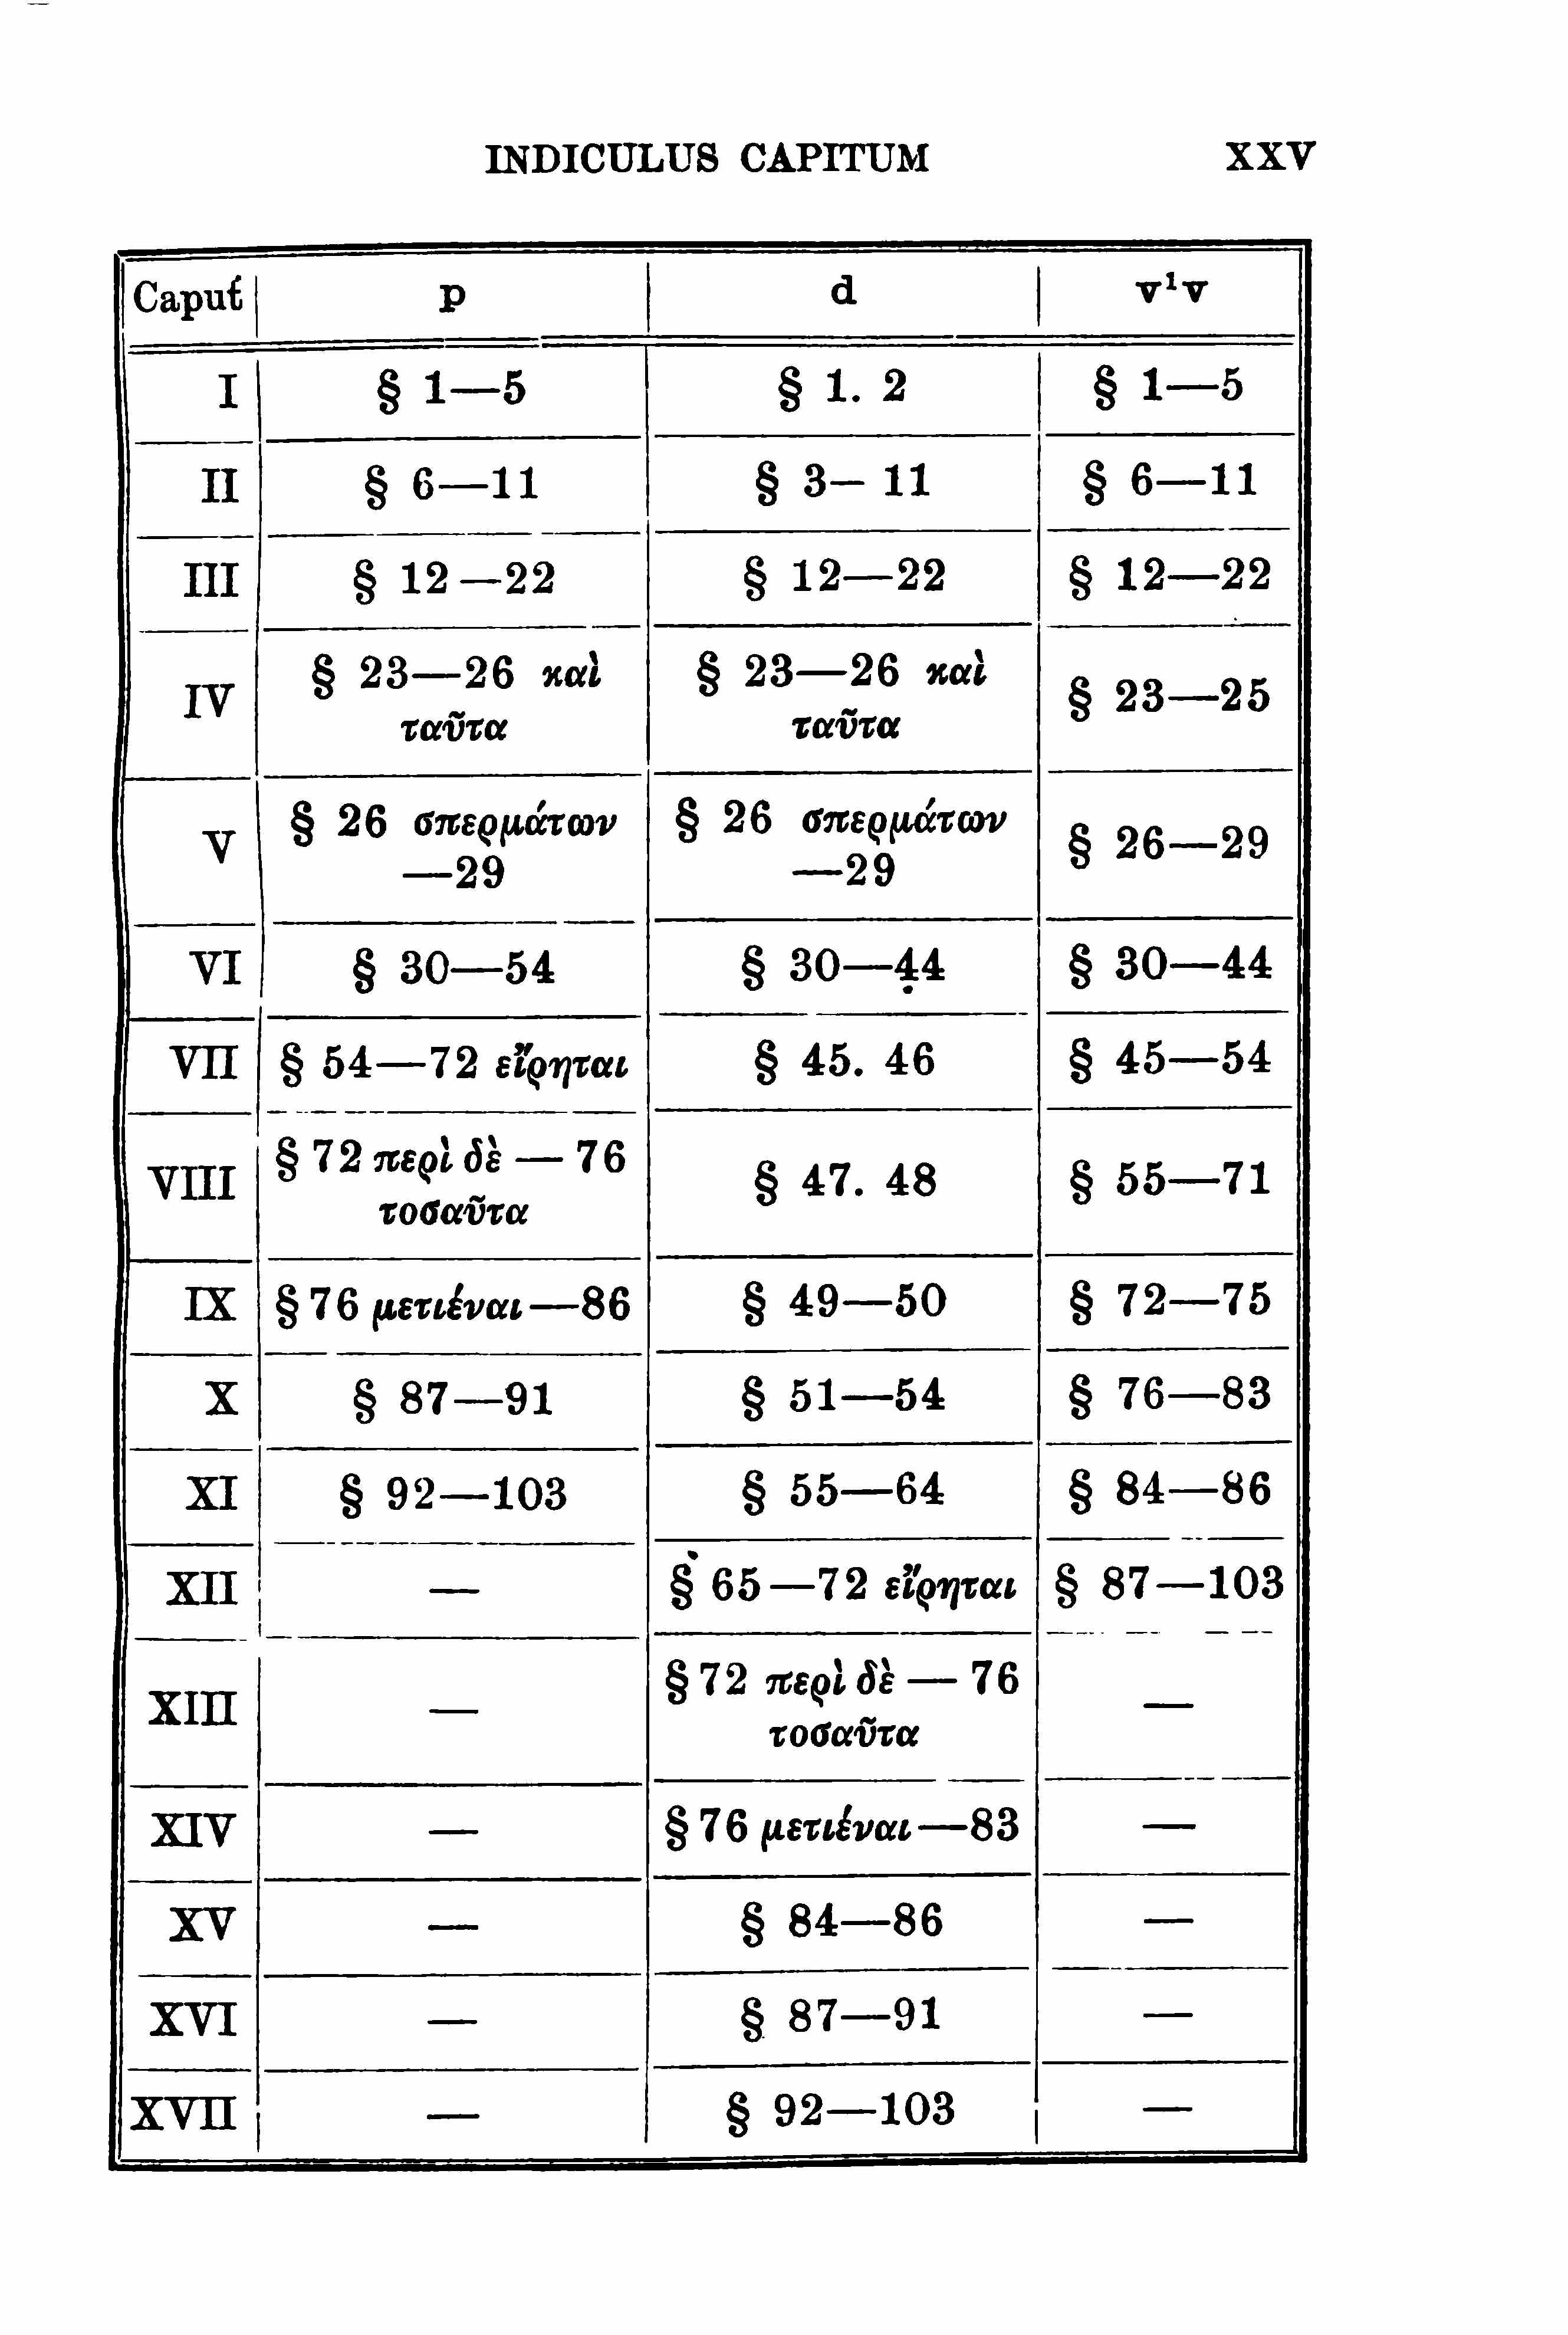 INDICULUS CAPITUM XXV
Caput p d v¹v
I § 1—5 § 1. 2 § 1—5
II § 6—11 § 3— 11 § 6—11
III § 12—22 § 12—22 § 12—22
IV § 23—26 καὶ ταῦτα § 23—26 καὶ ταῦτα § 23—25
V § 26 σπερμάτων —29 § 26 σπερμάτων —29 § 26—29
VI § 30—54 § 30—44 § 30—44
VII § 54—72 εἴρηται § 45. 46 § 45—54
VIII § 72 περὶ δὲ — 76 τοσαῦτα § 47. 48 § 55—71
IX § 76 μετιέναι—86 § 49—50 § 72—75
X § 87—91 § 51—54 § 76—83
XI § 92—103 § 55—64 § 84—86
XII — § 65—72 εἴρηται § 87—103
XIII — § 72 περὶ δὲ — 76 τοσαῦτα —
XIV — § 76 μετιέναι—83 —
XV — § 84—86 —
XVI — § 87—91 —
XVII — § 92—103 —